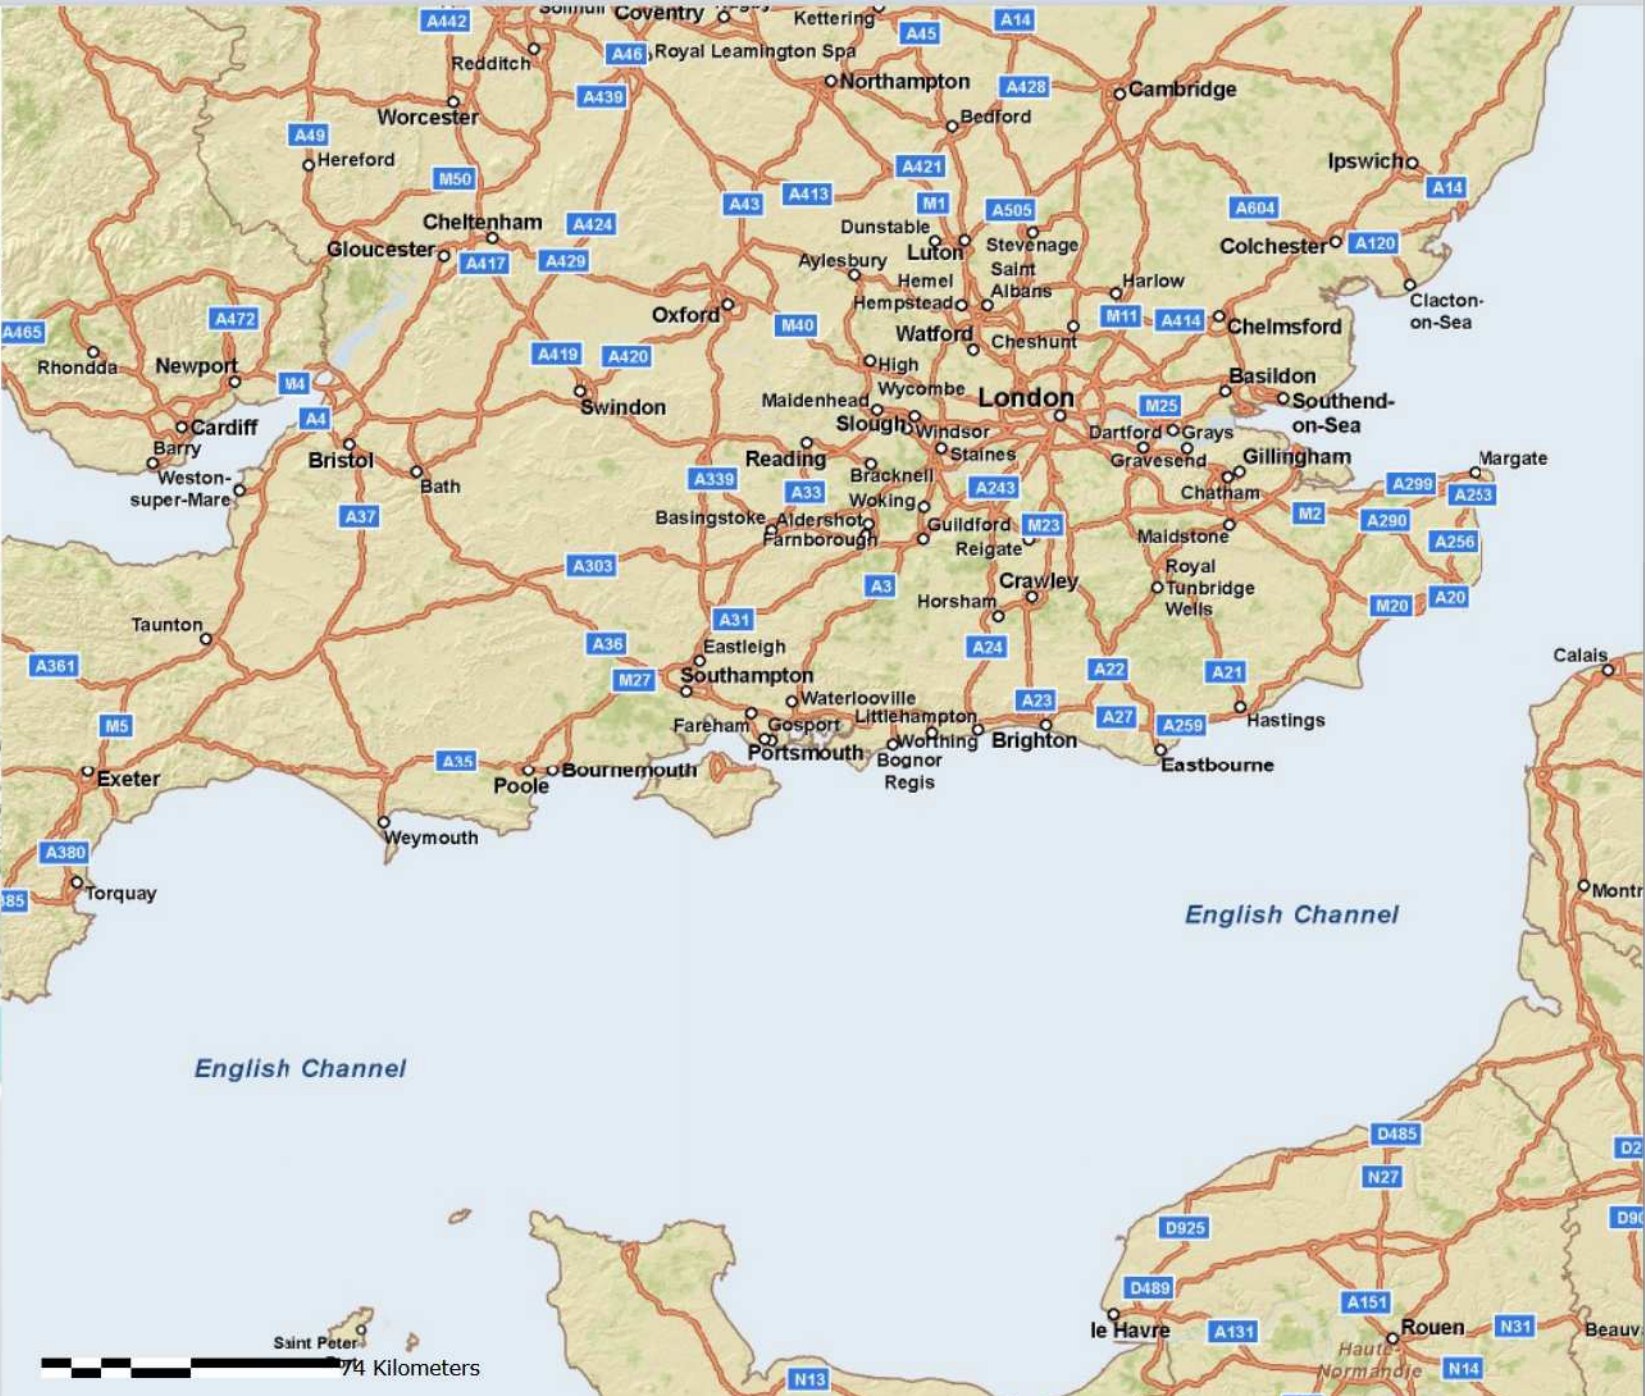 A442
Coventry
Kettering
A14
A45
Redditch
A46
Royal Leamington Spa
Northampton
A428
Cambridge
A439
Worcester
Bedford
A49
Hereford
M50
A421
Ipswich
A14
A43
A413
M1
A505
A604
Cheltenham
A424
Dunstable
Luton
Stevenage
Colchester
A120
Gloucester
A417
A429
Aylesbury
Hemel
Hempstead
Saint
Albans
Harlow
Clacton-
on-Sea
A465
A472
Oxford
M40
Watford
Cheshunt
M11
A414
Chelmsford
Rhondda
Newport
A419
A420
High
Wycombe
M4
Swindon
Maidenhead
London
Basildon
A4
Cardiff
Slough
Windsor
M25
Southend-
on-Sea
Barry
Bristol
Reading
Staines
Dartford
Grays
Gravesend
Gillingham
Margate
Weston-
super-Mare
Bath
A339
A33
Bracknell
A243
Chatham
A299
A253
A37
Basingstoke
Aldershot
Woking
Guildford
M23
M2
A290
Farnborough
Reigate
Maidstone
A256
A303
A3
Crawley
Royal
Tunbridge
Wells
M20
A20
Horsham
Taunton
A31
A36
Eastleigh
A24
A361
M27
Southampton
A22
A21
Calais
Waterlooville
A23
M5
Fareham
Gosport
Littlehampton
A27
A259
Hastings
Portsmouth
Worthing
Brighton
Bognor
Regis
Eastbourne
A35
Exeter
Poole
Bournemouth
Weymouth
A380
Torquay
Montr
English Channel
English Channel
D485
N27
D925
D489
A151
le Havre
A131
Rouen
N31
Beauv
Haute-
Normandie
N14
Saint Peter
74 Kilometers
N13